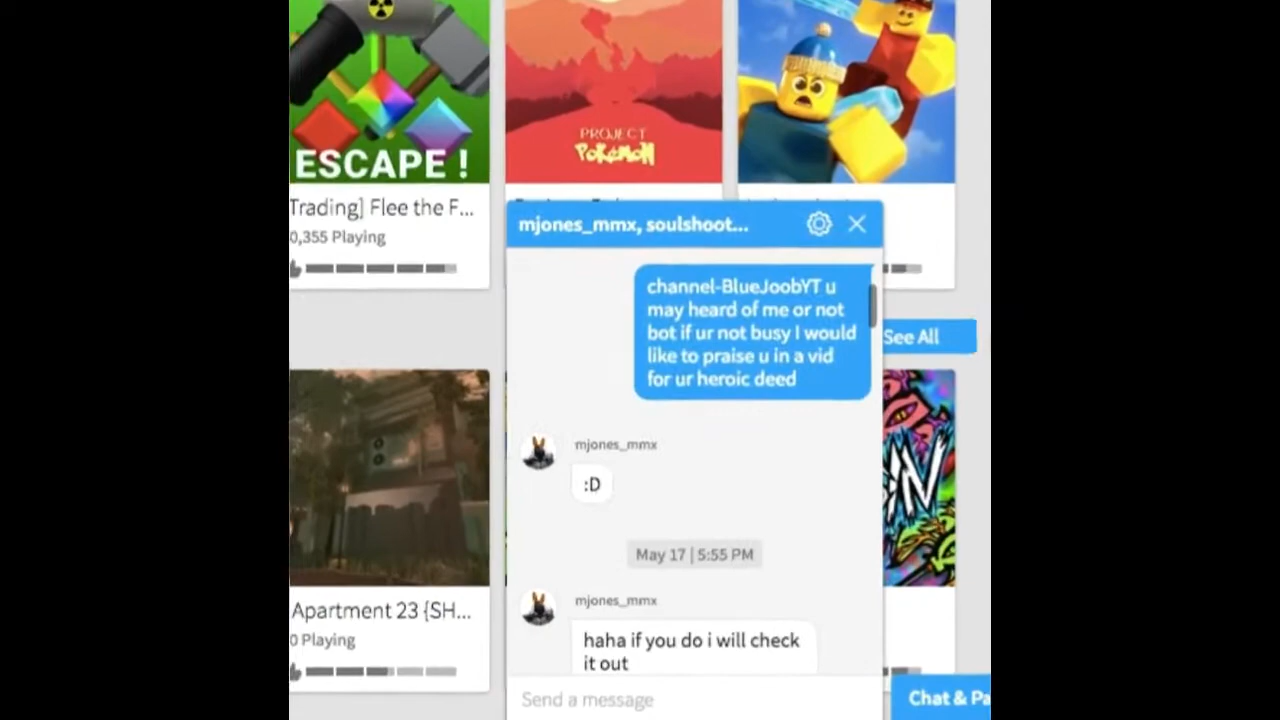 ESCAPE !
PROJECT
POKÉMON
Trading] Flee the F...
0,355 Playing
mjones_mmx, soulshoot...
channel-BlueJoobYT u
may heard of me or not
bot if ur not busy I would
like to praise u in a vid
for ur heroic deed
See All
mjones_mmx
:D
May 17 | 5:55 PM
mjones_mmx
haha if you do i will check
it out
Apartment 23 {SH...
0 Playing
Send a message
Chat & Pa